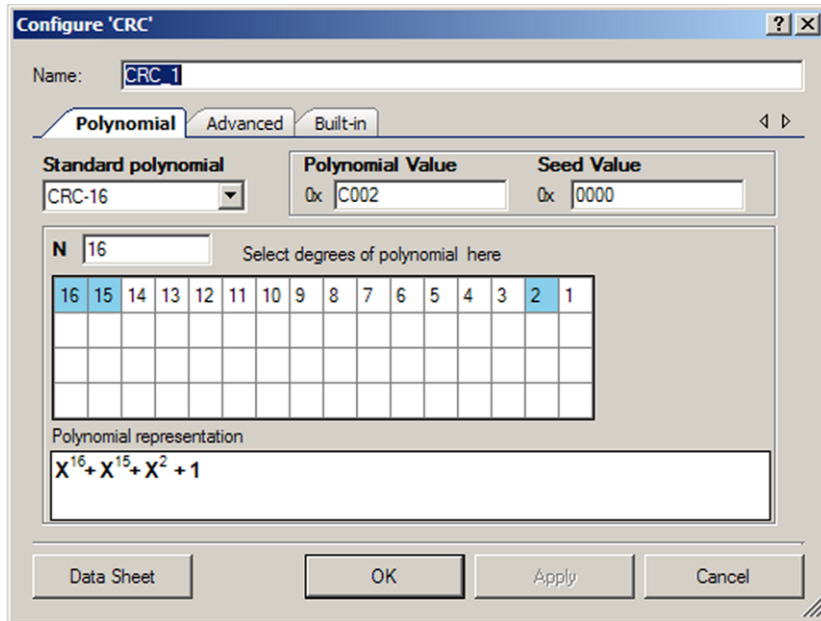 Configure 'CRC'
Name: CRC_1
Polynomial Advanced Built-in
Standard polynomial Polynomial Value Seed Value
CRC-16 0x C002 0x 0000
N 16 Select degrees of polynomial here
16 15 14 13 12 11 10 9 8 7 6 5 4 3 2 1
Polynomial representation
X¹⁶+ X¹⁵+ X² + 1
Data Sheet OK Apply Cancel